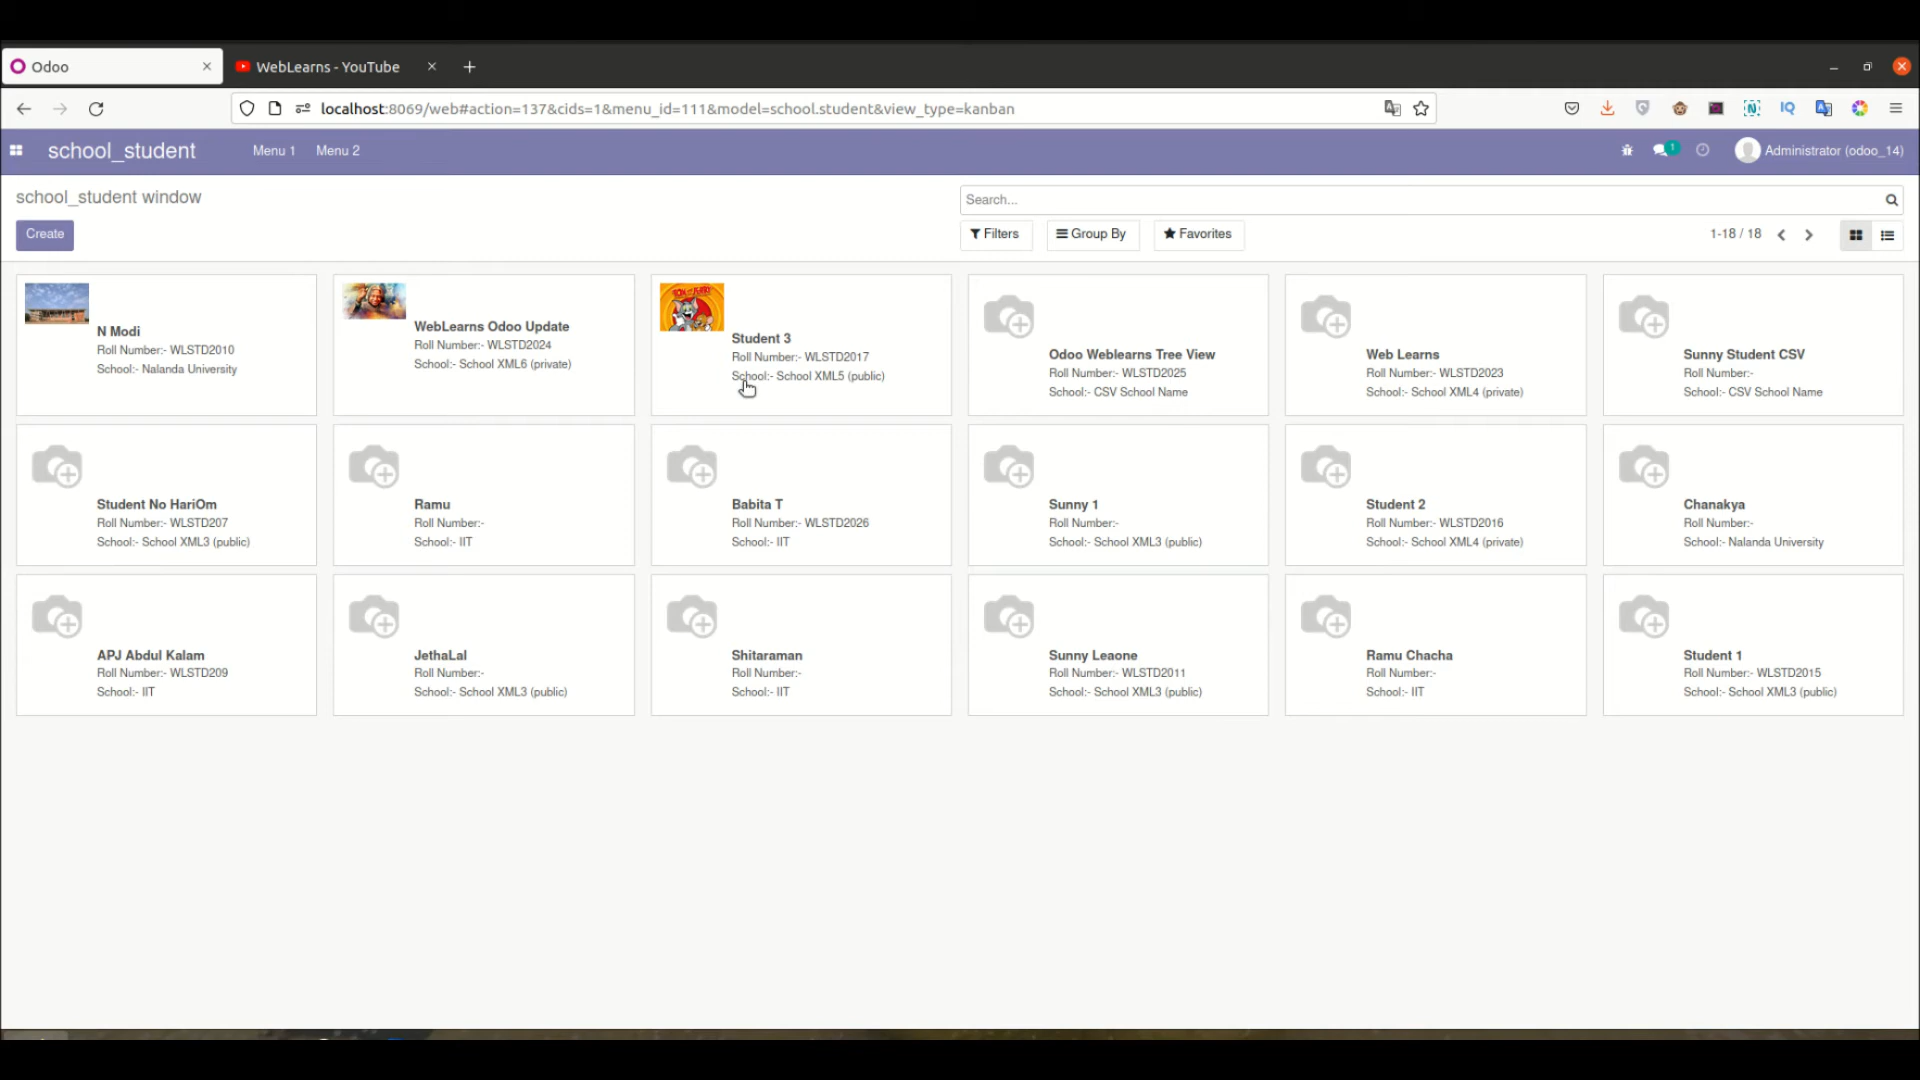 Odoo
WebLearns - YouTube
localhost:8069/web#action=137&cids=1&menu_id=111&model=school.student&view_type=kanban
school_student Menu 1 Menu 2
1
Administrator (odoo_14)
school_student window
Search...
Create
Filters Group By Favorites
1-18 / 18
N Modi
Roll Number:- WLSTD2010
School:- Nalanda University
WebLearns Odoo Update
Roll Number:- WLSTD2024
School:- School XML6 (private)
Student 3
Roll Number:- WLSTD2017
School:- School XML5 (public)
Odoo Weblearns Tree View
Roll Number:- WLSTD2025
School:- CSV School Name
Web Learns
Roll Number:- WLSTD2023
School:- School XML4 (private)
Sunny Student CSV
Roll Number:-
School:- CSV School Name
Student No HariOm
Roll Number:- WLSTD207
School:- School XML3 (public)
Ramu
Roll Number:-
School:- IIT
Babita T
Roll Number:- WLSTD2026
School:- IIT
Sunny 1
Roll Number:-
School:- School XML3 (public)
Student 2
Roll Number:- WLSTD2016
School:- School XML4 (private)
Chanakya
Roll Number:-
School:- Nalanda University
APJ Abdul Kalam
Roll Number:- WLSTD209
School:- IIT
JethaLal
Roll Number:-
School:- School XML3 (public)
Shitaraman
Roll Number:-
School:- IIT
Sunny Leaone
Roll Number:- WLSTD2011
School:- School XML3 (public)
Ramu Chacha
Roll Number:-
School:- IIT
Student 1
Roll Number:- WLSTD2015
School:- School XML3 (public)